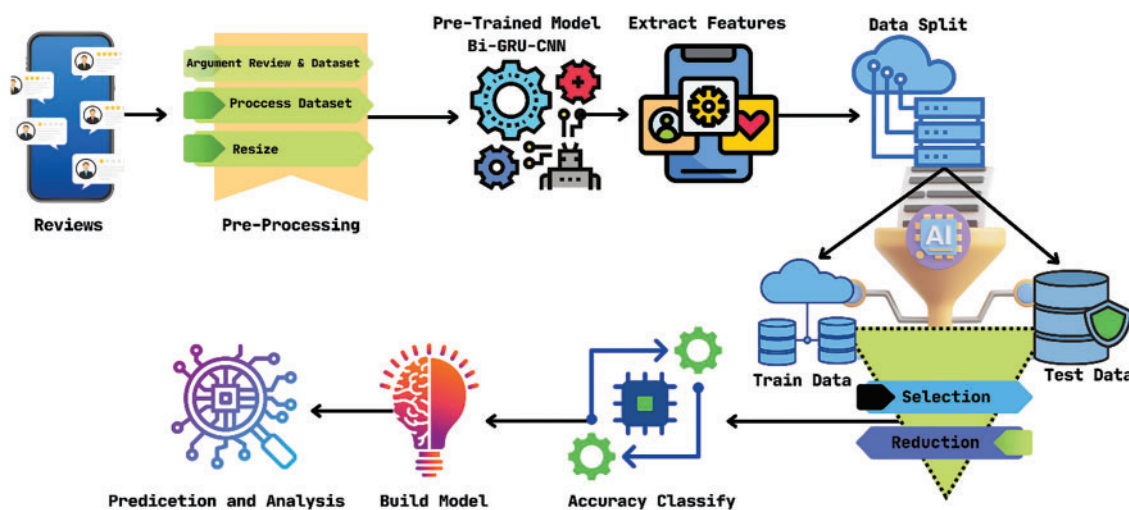 Pre-Trained Model
Bi-GRU-CNN
Extract Features
Data Split
Argument Review & Dataset
Proccess Dataset
Resize
Reviews
Pre-Processing
AI
Train Data
Test Data
Selection
Reduction
Predicetion and Analysis
Build Model
Accuracy Classify